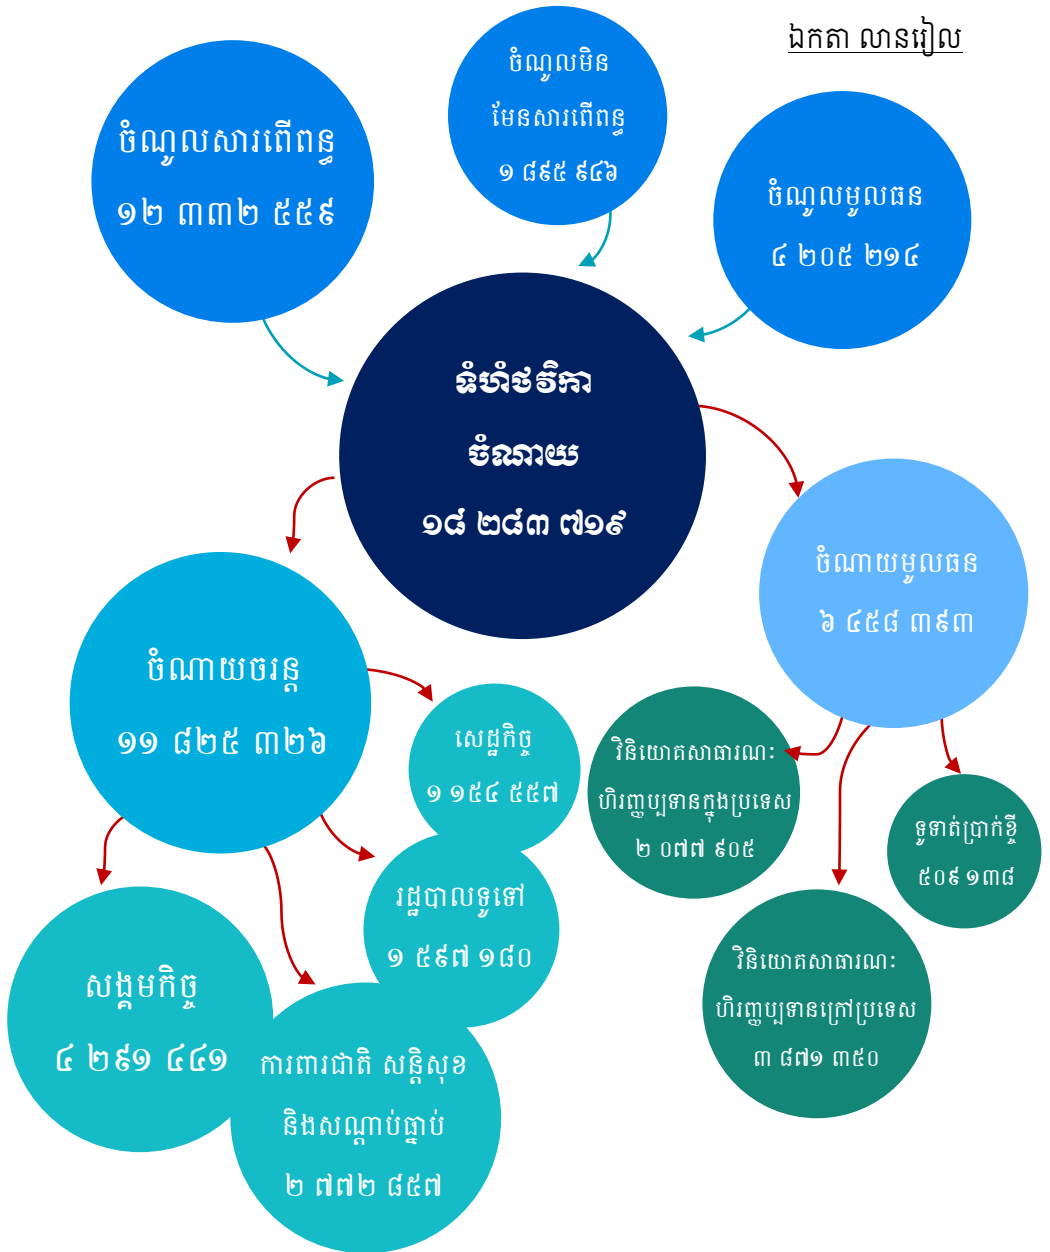 ឯកតា លានរៀល
ចំណូលសារពើពន្ធ
១២ ៣៣២ ៥៥៩
ចំណូលមិន
មែនសារពើពន្ធ
១ ៨៩៥ ៩៤៦
ចំណូលមូលធន
៤ ២០៥ ២១៤
ទំហំថវិកា
ចំណាយ
១៨ ២៨៣ ៧១៩
ចំណាយចរន្ត
១១ ៨២៥ ៣២៦
ចំណាយមូលធន
៦ ៤៥៨ ៣៩៣
សេដ្ឋកិច្ច
១ ១៥៤ ៥៥៧
រដ្ឋបាលទូទៅ
១ ៥៩៧ ១៨០
សង្គមកិច្ច
៤ ២៩១ ៤៤១
ការពារជាតិ សន្តិសុខ
និងសណ្តាប់ធ្នាប់
២ ៧៧២ ៨៥៧
វិនិយោគសាធារណៈ
ហិរញ្ញប្បទានក្នុងប្រទេស
២ ០៧៧ ៩០៥
វិនិយោគសាធារណៈ
ហិរញ្ញប្បទានក្រៅប្រទេស
៣ ៨៧១ ៣៥០
ទូទាត់ប្រាក់ខ្ចី
៥០៩ ១៣៨